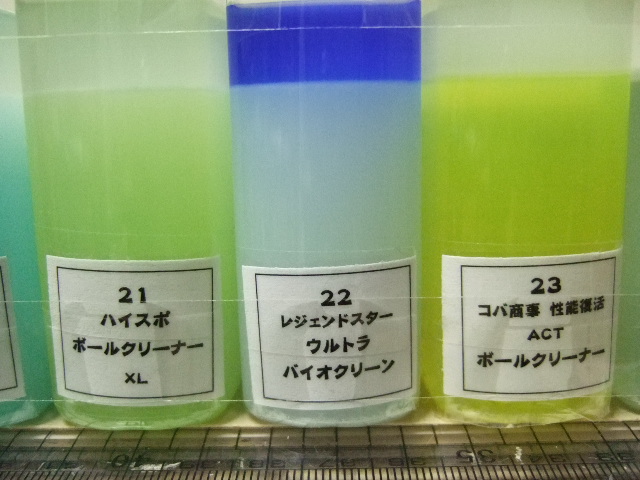 21
ハイスポ
ボールクリーナー
XL
22
レジェンドスター
ウルトラ
バイオクリーン
23
コバ商事 性能復活
ACT
ボールクリーナー